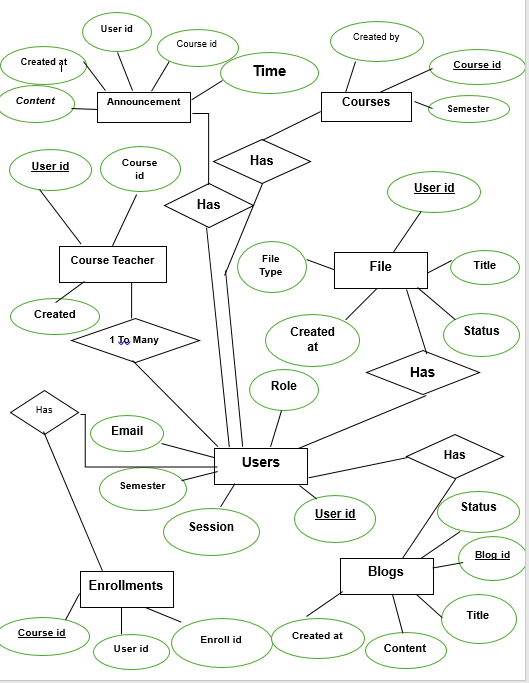 User id
Created by
Course id
Created at
Time
Course id
Content
Announcement
Courses
Semester
Has
User id
Course
id
User id
Has
File
Type
File
Title
Course Teacher
Created
Created
at
Status
1 To Many
Has
Role
Has
Email
Users
Has
Semester
Status
Session
User id
Blog id
Enrollments
Blogs
Title
Course id
User id
Enroll id
Created at
Content